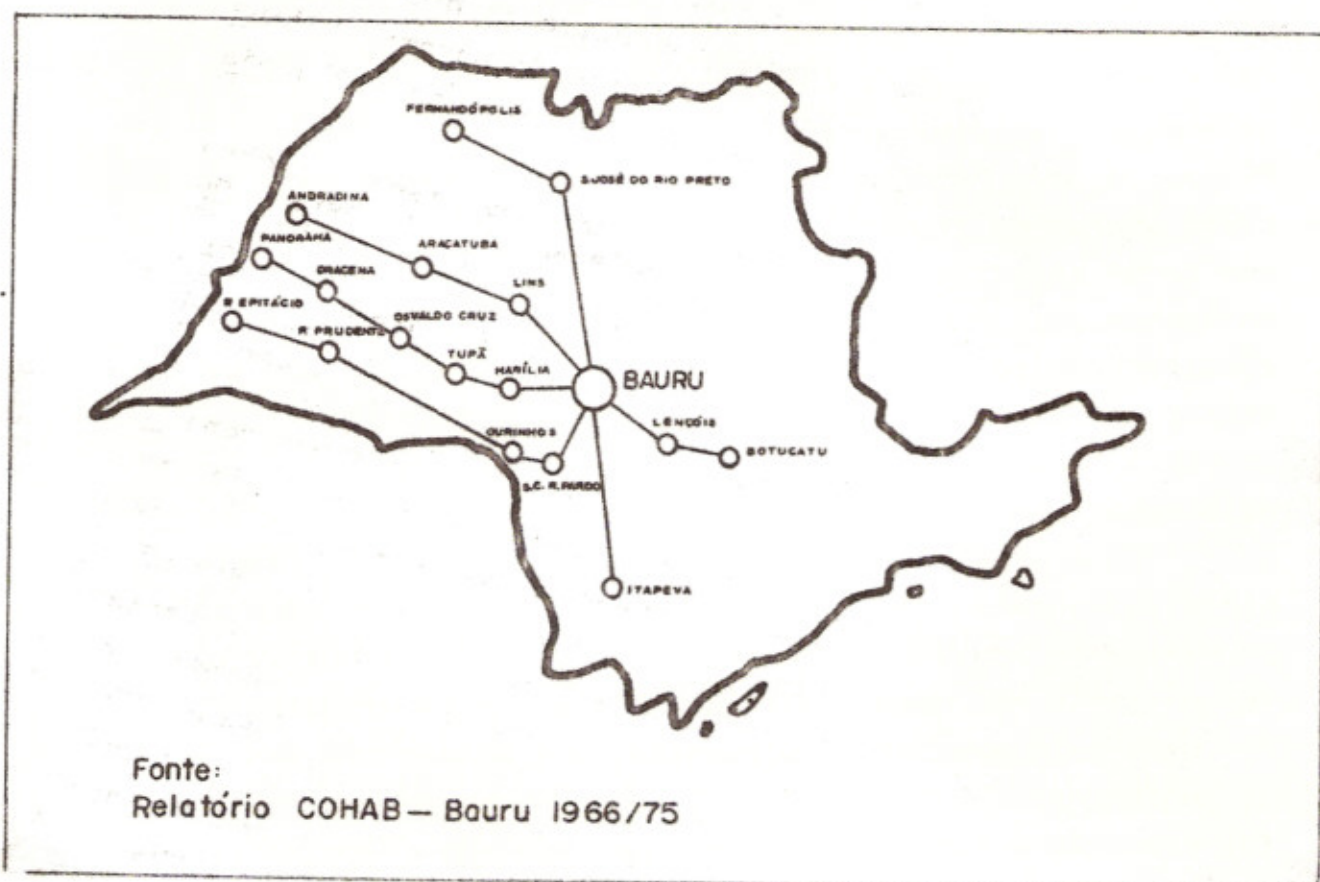 FERNANDÓPOLIS
S.JOSÉ DO RIO PRETO
ANDRADINA
PANORAMA
ARAÇATUBA
DRACENA
LINS
P. EPITÁCIO
OSVALDO CRUZ
P. PRUDENTE
TUPÃ
MARÍLIA
BAURU
LENÇÓIS
OURINHOS
BOTUCATU
S.C. R. PARDO
ITAPEVA
Fonte:
Relatório COHAB — Bauru 1966/75